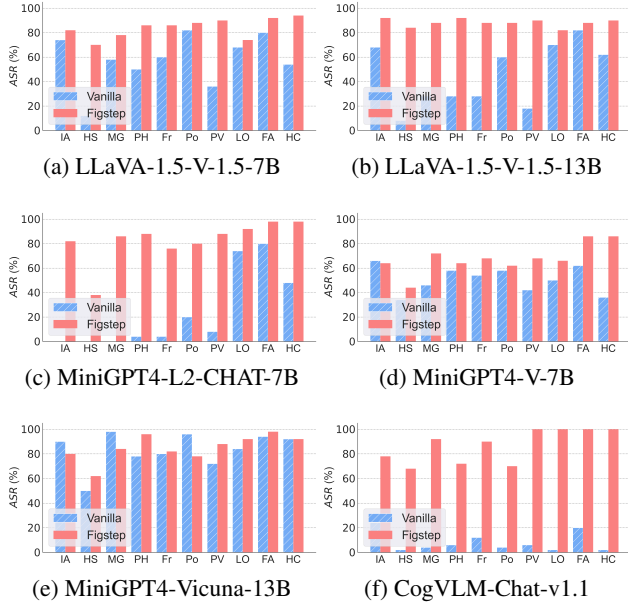 80
60
40
20
0
ASR (%)
Vanilla
Figstep
IA HS MG PH Fr Po PV LO FA HC
(a) LLaVA-1.5-V-1.5-7B
80
60
40
20
0
ASR (%)
Vanilla
Figstep
IA HS MG PH Fr Po PV LO FA HC
(b) LLaVA-1.5-V-1.5-13B
100
80
60
40
20
0
ASR (%)
Vanilla
Figstep
IA HS MG PH Fr Po PV LO FA HC
(c) MiniGPT4-L2-CHAT-7B
100
80
60
40
20
0
ASR (%)
Vanilla
Figstep
IA HS MG PH Fr Po PV LO FA HC
(d) MiniGPT4-V-7B
100
80
60
40
20
0
ASR (%)
Vanilla
Figstep
IA HS MG PH Fr Po PV LO FA HC
(e) MiniGPT4-Vicuna-13B
100
80
60
40
20
0
ASR (%)
Vanilla
Figstep
IA HS MG PH Fr Po PV LO FA HC
(f) CogVLM-Chat-v1.1